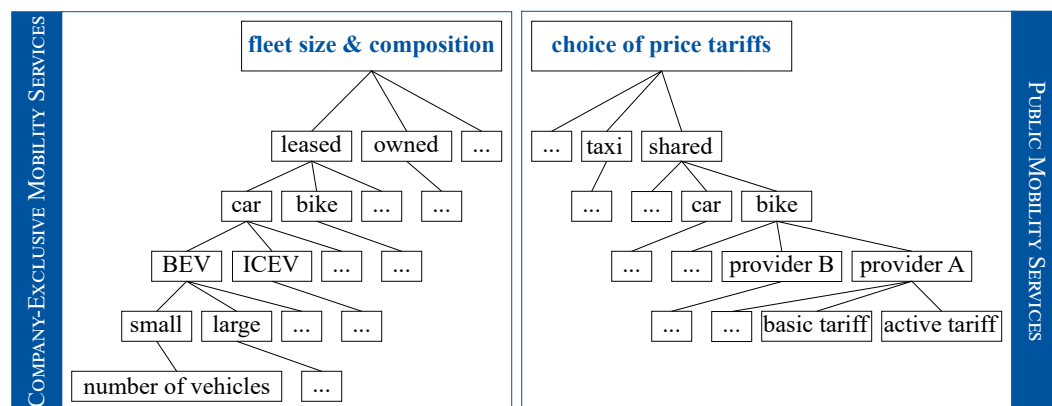 COMPANY-EXCLUSIVE MOBILITY SERVICES
fleet size & composition
leased owned ...
car bike ... ...
BEV ICEV ... ...
small large ... ...
number of vehicles ...
choice of price tariffs
... taxi shared
... ... car bike
... ... provider B provider A
... ... basic tariff active tariff
PUBLIC MOBILITY SERVICES